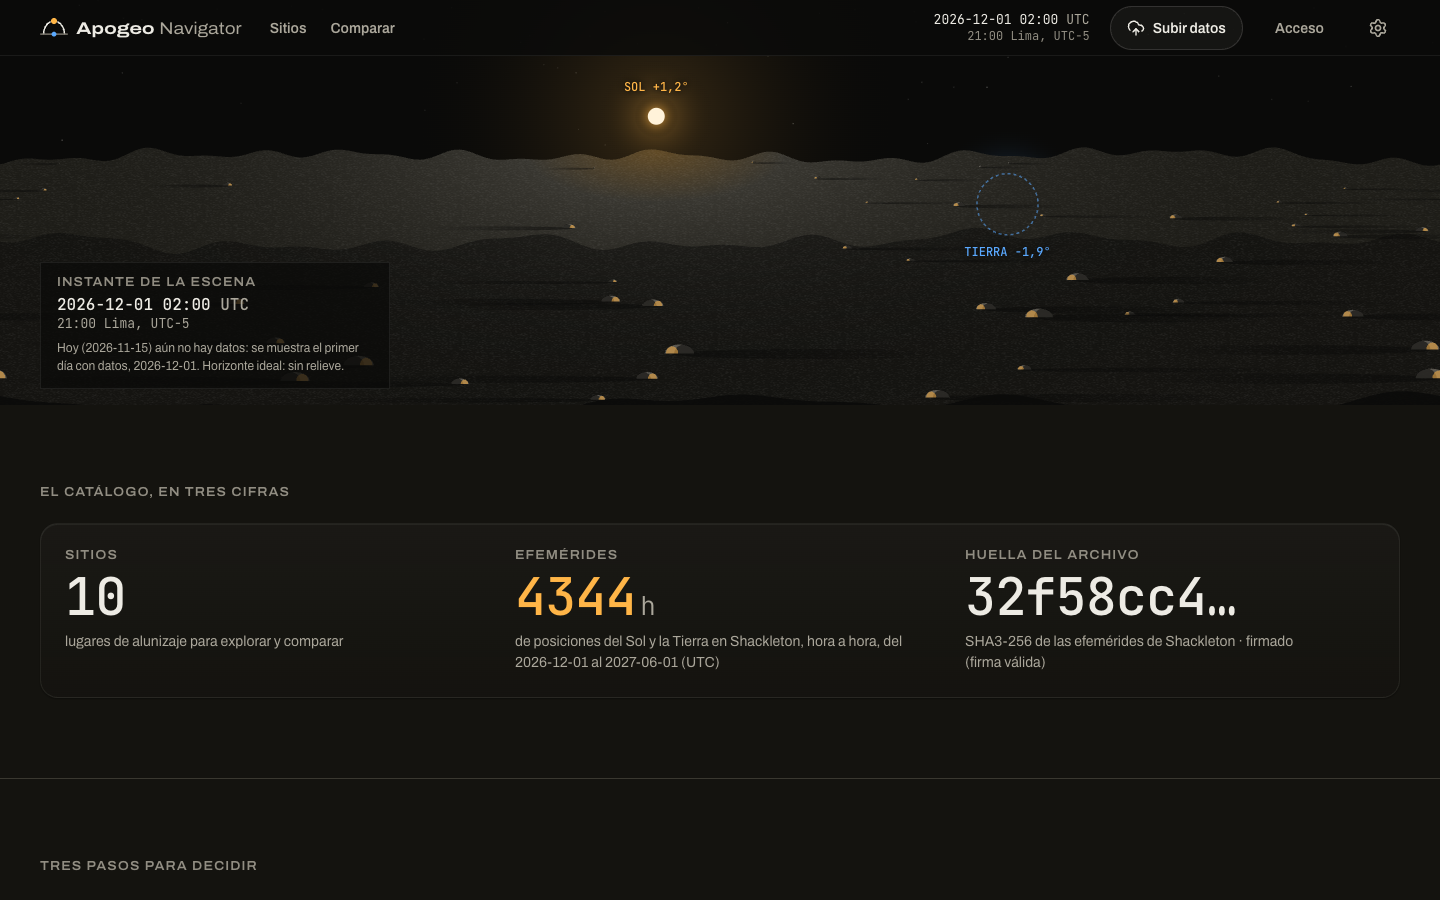 Apogeo Navigator
Sitios
Comparar
2026-12-01 02:00 UTC
21:00 Lima, UTC-5
Subir datos
Acceso
SOL +1,2°
TIERRA -1,9°
INSTANTE DE LA ESCENA
2026-12-01 02:00 UTC
21:00 Lima, UTC-5
Hoy (2026-11-15) aún no hay datos: se muestra el primer
día con datos, 2026-12-01. Horizonte ideal: sin relieve.
EL CATÁLOGO, EN TRES CIFRAS
SITIOS
10
lugares de alunizaje para explorar y comparar
EFEMÉRIDES
4344 h
de posiciones del Sol y la Tierra en Shackleton, hora a hora, del
2026-12-01 al 2027-06-01 (UTC)
HUELLA DEL ARCHIVO
32f58cc4…
SHA3-256 de las efemérides de Shackleton · firmado
(firma válida)
TRES PASOS PARA DECIDIR